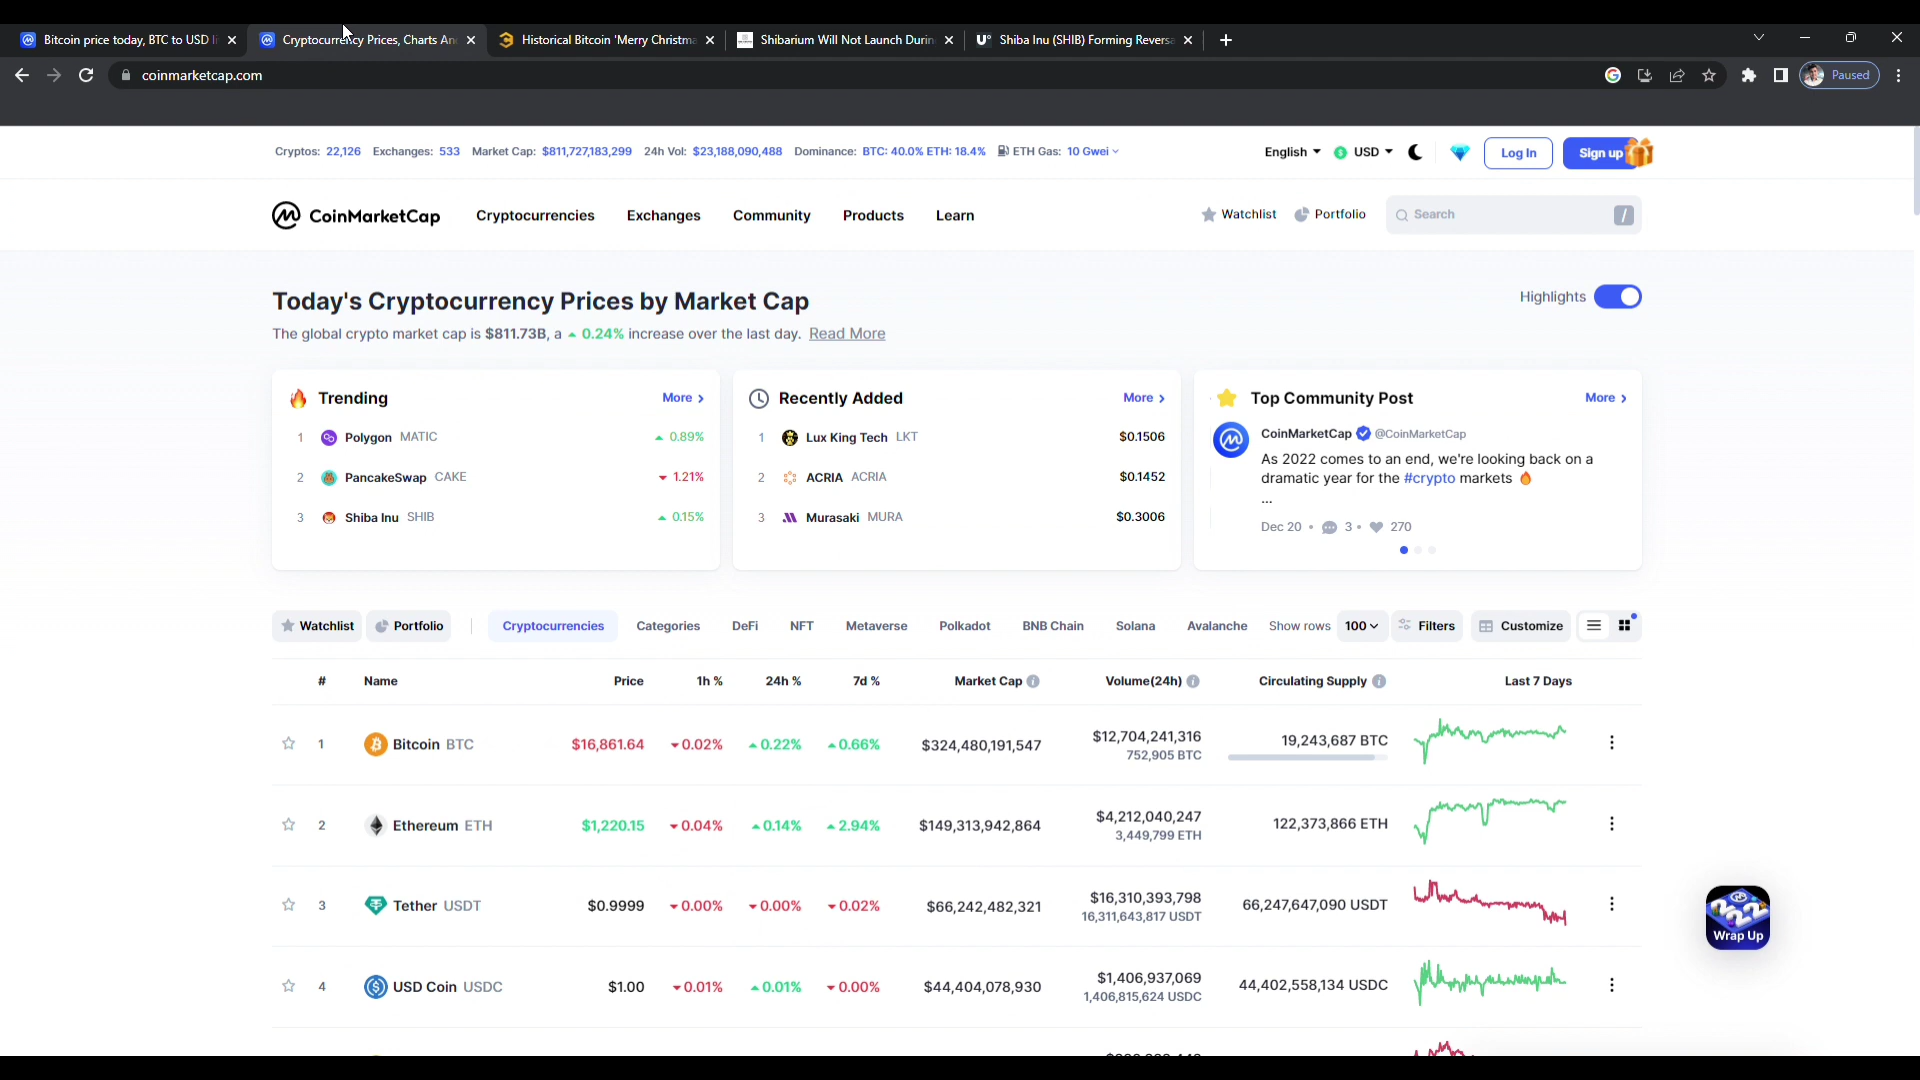 Bitcoin price today, BTC to USD li
Cryptocurrency Prices, Charts An
Historical Bitcoin 'Merry Christma
Shibarium Will Not Launch Durin
Shiba Inu (SHIB) Forming Revers
coinmarketcap.com
Paused
Cryptos: 22,126 Exchanges: 533 Market Cap: $811,727,183,299 24h Vol: $23,188,090,488 Dominance: BTC: 40.0% ETH: 18.4% ETH Gas: 10 Gwei
English USD Log In Sign up
CoinMarketCap Cryptocurrencies Exchanges Community Products Learn
Watchlist Portfolio Search /
Today's Cryptocurrency Prices by Market Cap
Highlights
The global crypto market cap is $811.73B, a 0.24% increase over the last day. Read More
Trending More
1 Polygon MATIC 0.89%
2 PancakeSwap CAKE 1.21%
3 Shiba Inu SHIB 0.15%
Recently Added More
1 Lux King Tech LKT $0.1506
2 ACRIA ACRIA $0.1452
3 Murasaki MURA $0.3006
Top Community Post More
CoinMarketCap @CoinMarketCap
As 2022 comes to an end, we're looking back on a
dramatic year for the #crypto markets
...
Dec 20 • 3 • 270
Watchlist Portfolio Cryptocurrencies Categories DeFi NFT Metaverse Polkadot BNB Chain Solana Avalanche Show rows 100 Filters Customize
# Name Price 1h % 24h % 7d % Market Cap Volume(24h) Circulating Supply Last 7 Days
1 Bitcoin BTC $16,861.64 0.02% 0.22% 0.66% $324,480,191,547 $12,704,241,316 19,243,687 BTC
752,905 BTC
2 Ethereum ETH $1,220.15 0.04% 0.14% 2.94% $149,313,942,864 $4,212,040,247 122,373,866 ETH
3,449,799 ETH
3 Tether USDT $0.9999 0.00% 0.00% 0.02% $66,242,482,321 $16,310,393,798 66,247,647,090 USDT
16,311,643,817 USDT
4 USD Coin USDC $1.00 0.01% 0.01% 0.00% $44,404,078,930 $1,406,937,069 44,402,558,134 USDC
1,406,815,624 USDC
2022
Wrap Up